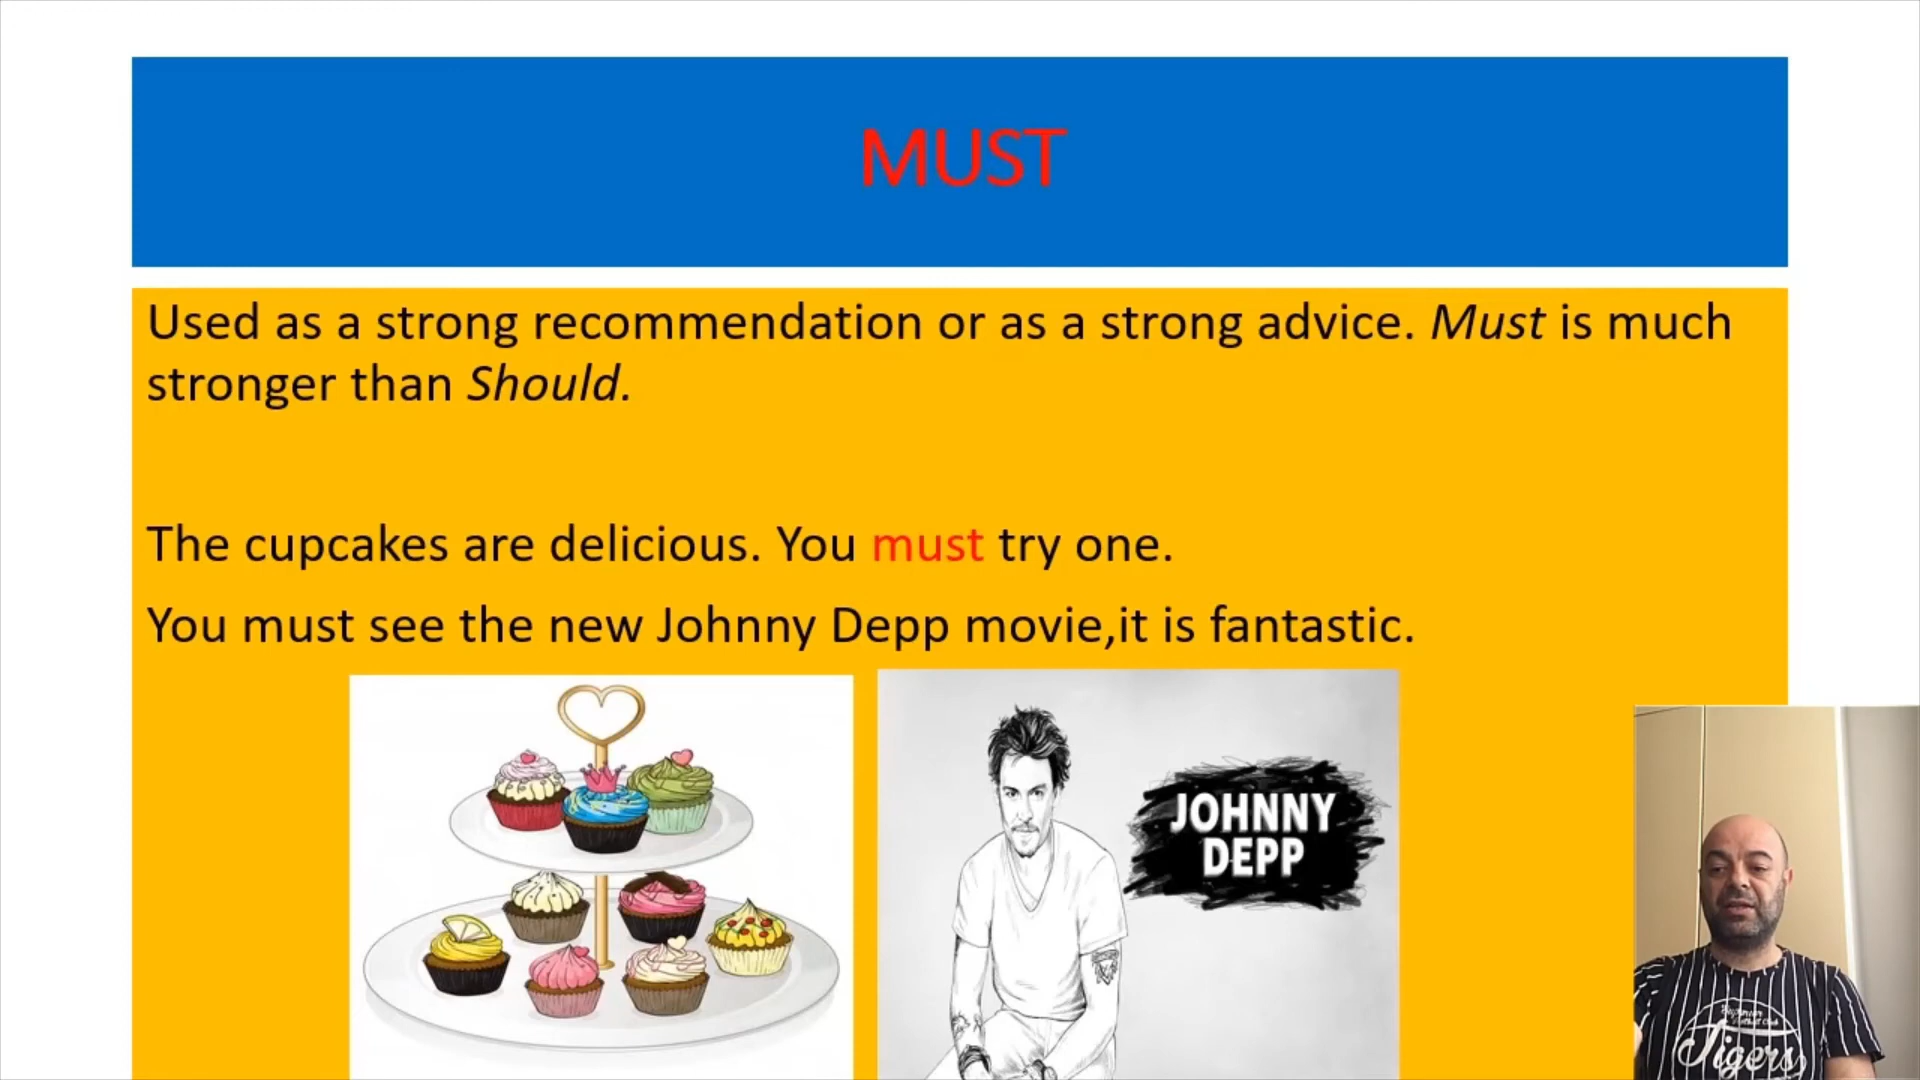 MUST
Used as a strong recommendation or as a strong advice. Must is much
stronger than Should.
The cupcakes are delicious. You must try one.
You must see the new Johnny Depp movie,it is fantastic.
JOHNNY
DEPP
Tigers